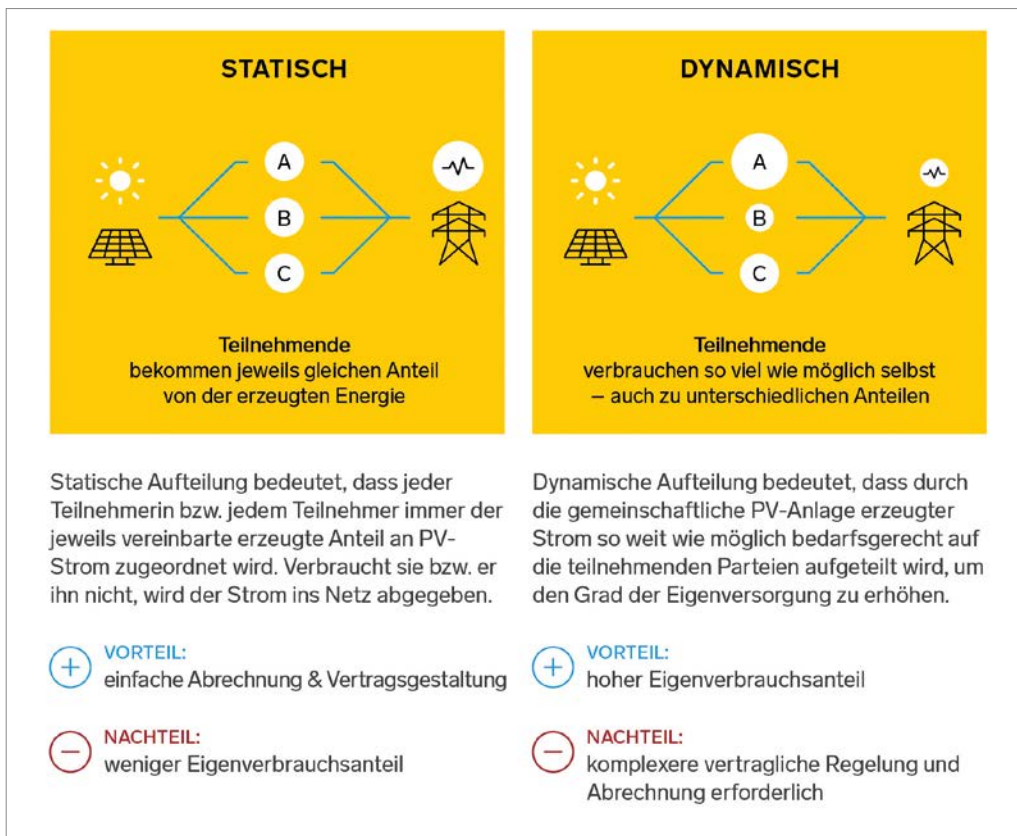 STATISCH
A
B
C
Teilnehmende
bekommen jeweils gleichen Anteil
von der erzeugten Energie
Statische Aufteilung bedeutet, dass jeder
Teilnehmerin bzw. jedem Teilnehmer immer der
jeweils vereinbarte erzeugte Anteil an PV-
Strom zugeordnet wird. Verbraucht sie bzw. er
ihn nicht, wird der Strom ins Netz abgegeben.
VORTEIL:
einfache Abrechnung & Vertragsgestaltung
NACHTEIL:
weniger Eigenverbrauchsanteil
DYNAMISCH
A
B
C
Teilnehmende
verbrauchen so viel wie möglich selbst
– auch zu unterschiedlichen Anteilen
Dynamische Aufteilung bedeutet, dass durch
die gemeinschaftliche PV-Anlage erzeugter
Strom so weit wie möglich bedarfsgerecht auf
die teilnehmenden Parteien aufgeteilt wird, um
den Grad der Eigenversorgung zu erhöhen.
VORTEIL:
hoher Eigenverbrauchsanteil
NACHTEIL:
komplexere vertragliche Regelung und
Abrechnung erforderlich